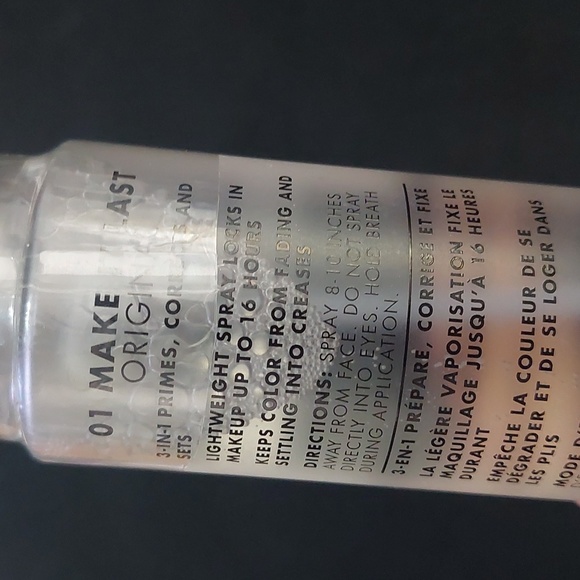 01 MAKE LAST
ORIGIN
3-IN-1 PRIMES, CORRECTS AND
SETS
LIGHTWEIGHT SPRAY LOCKS IN
MAKEUP UP TO 16 HOURS
KEEPS COLOR FROM FADING AND
SETTLING INTO CREASES
DIRECTIONS: SPRAY 8-10 INCHES
AWAY FROM FACE. DO NOT SPRAY
DIRECTLY INTO EYES. HOLD BREATH
DURING APPLICATION.
3-EN-1 PRÉPARE, CORRIGE ET FIXE
LA LÉGÈRE VAPORISATION FIXE LE
MAQUILLAGE JUSQU'À 16 HEURES
DURANT
EMPÊCHE LA COULEUR DE SE
DÉGRADER ET DE SE LOGER DANS
LES PLIS
MODE